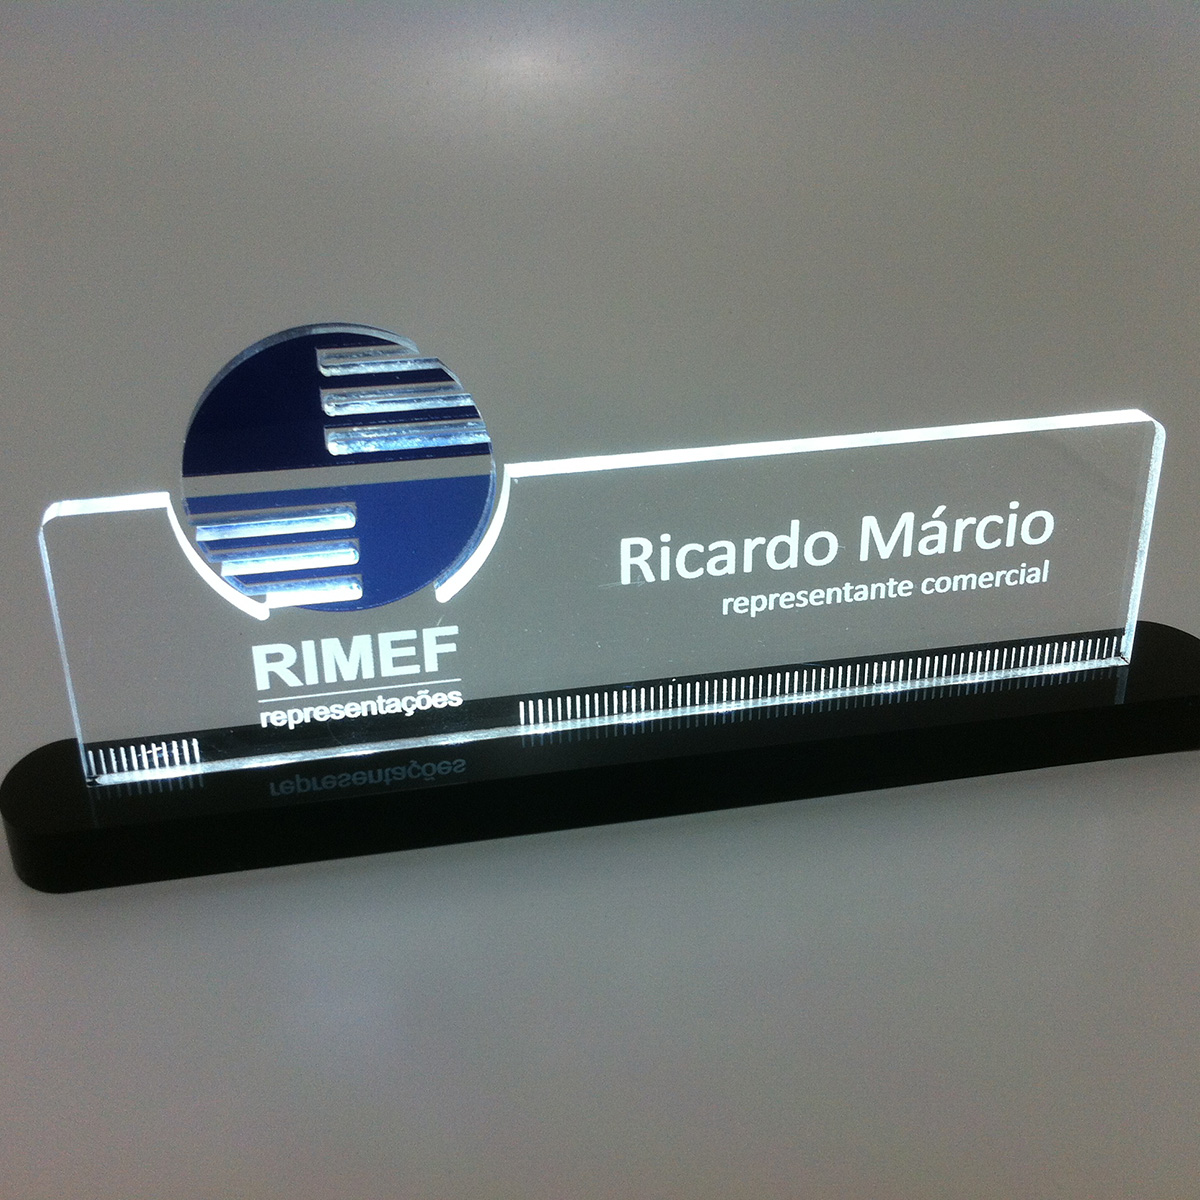 RIMEF
representações
Ricardo Márcio
representante comercial